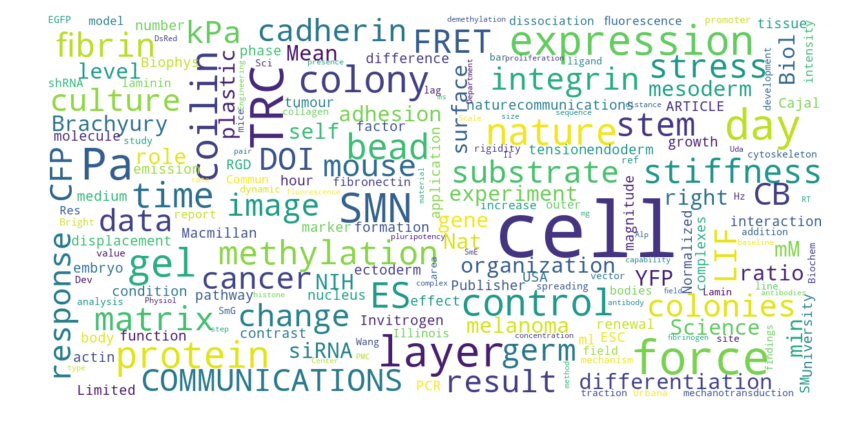 EGFP model number kPa cadherin FRET demethylation dissociation fluorescence promoter tissue
fibrin DsRed phase Mean expression intensity
Biophys difference Sci presence bar proliferation ligand stress Biol
level coilin plastic TRC colony integrin development
shRNA laminin engineering mice lag surface Department mesoderm
culture tumour collagen ms naturecommunications distance ARTICLE Cajal
Brachyury self factor adhesion scale size sequence growth day
molecule study pair bead nature stem
CFP Pa role RGD DOI mouse application rigidity II tensionendoderm ref Uda cytoskeleton
emission Commun hour fibronectin substrate stiffness
medium time dynamic fluorescence material experiment magnitude right CB Hz RT
Res Bright data report image marker formation SMN increase outer gene Normalized interaction
Macmillan pluripotency SmE mg Alp addition mM
response displacement value gel methylation area Nat cell complexes LIF baseline Biochem
embryo Dev condition ectoderm organization capability YFP ratio
analysis Physiol pathway cancer NIH complex USA vector bodies fields Lamin line antibodies
histone nucleus ES effect Publisher spreading antibody colonies
matrix SmG step change Invitrogen control concentration fibrinogen site Science min
body function contrast Wang Illinois melanoma renewal findings University
actin protein siRNA layer germ ml ESC mechanism force
type Center PMC PCR method field
Limited COMMUNICATIONS result differentiation SM
traction urbana mechanotransduction